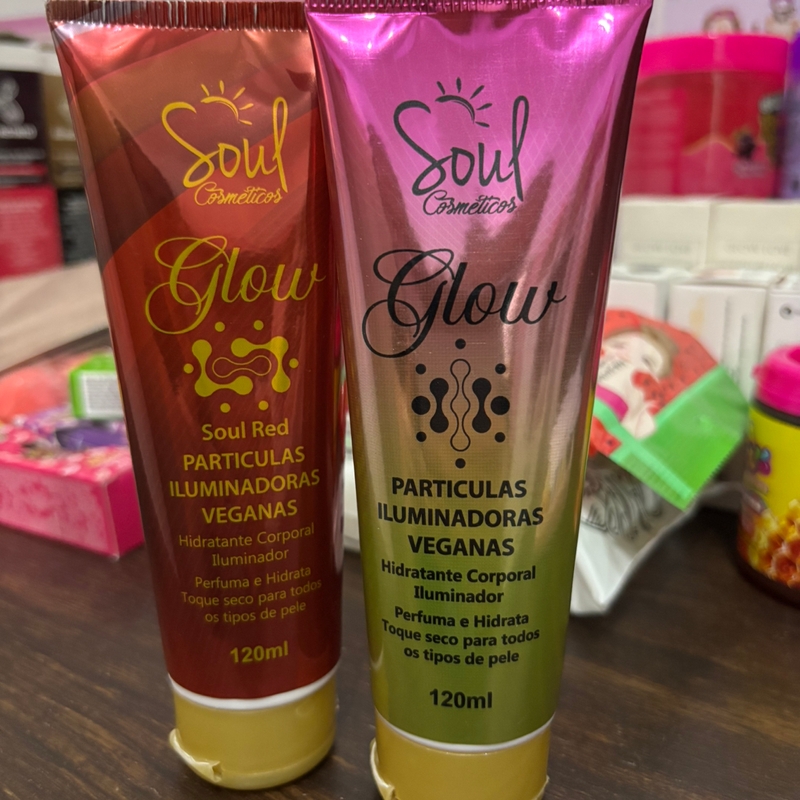 Soul
Cosméticos
Glow
Soul Red
PARTICULAS
ILUMINADORAS
VEGANAS
Hidratante Corporal
Iluminador
Perfuma e Hidrata
Toque seco para todos
os tipos de pele
120ml
Soul
Cosméticos
Glow
PARTICULAS
ILUMINADORAS
VEGANAS
Hidratante Corporal
Iluminador
Perfuma e Hidrata
Toque seco para todos
os tipos de pele
120ml